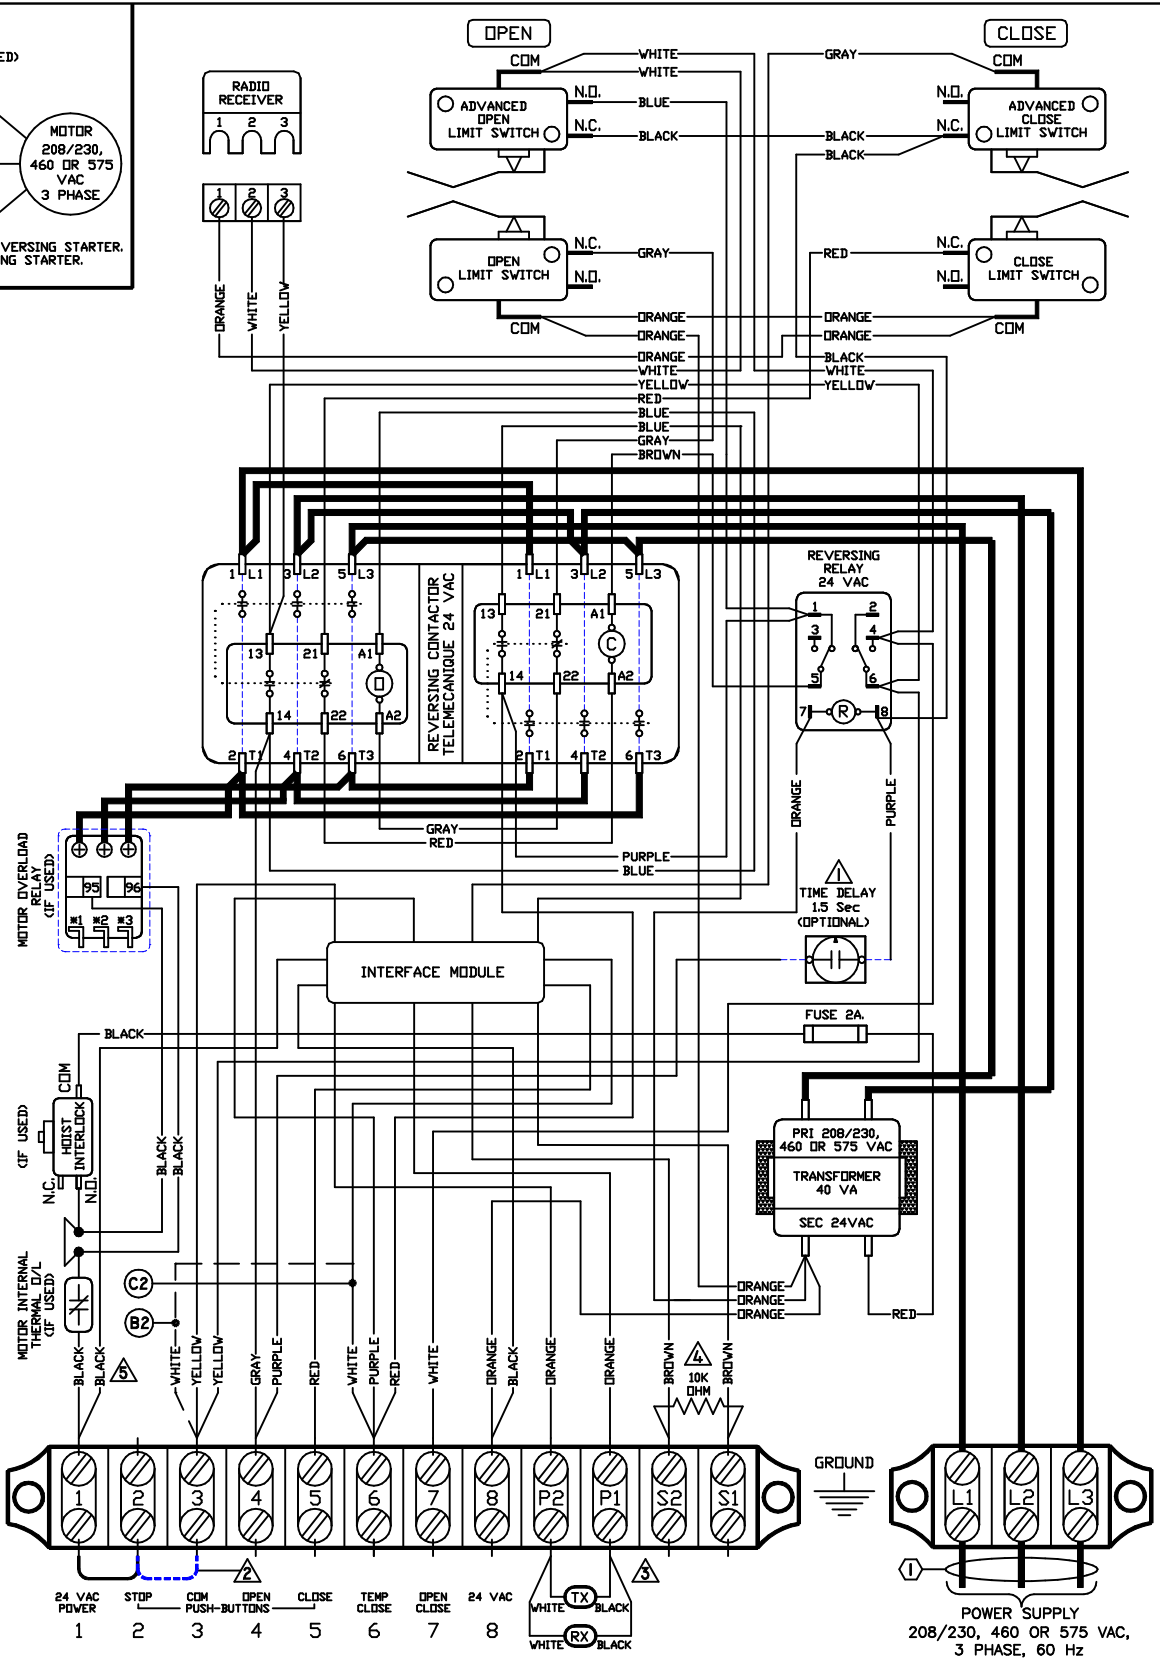 ED)
MOTOR
208/230,
460 OR 575
VAC
3 PHASE
VERSING STARTER.
NG STARTER.
RADIO
RECEIVER
1 2 3
1 2 3
ORANGE
WHITE
YELLOW
OPEN
COM
ADVANCED
OPEN
LIMIT SWITCH
N.O.
N.C.
WHITE
WHITE
BLUE
BLACK
CLOSE
COM
GRAY
N.O.
N.C.
ADVANCED
CLOSE
LIMIT SWITCH
BLACK
BLACK
OPEN
LIMIT SWITCH
N.C.
N.O.
COM
GRAY
RED
N.C.
N.O.
CLOSE
LIMIT SWITCH
COM
ORANGE ORANGE
ORANGE ORANGE
ORANGE BLACK
WHITE WHITE
YELLOW YELLOW
RED
BLUE
BLUE
GRAY
BROWN
1 L1 3 L2 5 L3
13 21 A1
O
14 22 A2
2 T1 4 T2 6 T3
REVERSING CONTACTOR
TELEMECANIQUE 24 VAC
1 L1 3 L2 5 L3
13 21 A1
C
14 22 A2
2 T1 4 T2 6 T3
REVERSING
RELAY
24 VAC
1 2
3 4
5 6
7 R 8
ORANGE
PURPLE
GRAY
RED
PURPLE
BLUE
MOTOR OVERLOAD
RELAY
(IF USED)
95 96
*1 *2 *3
INTERFACE MODULE
1
TIME DELAY
1.5 Sec
(OPTIONAL)
FUSE 2A.
BLACK
COM
HOIST
INTERLOCK
(IF USED)
N.C.
N.O.
BLACK
BLACK
PRI 208/230,
460 OR 575 VAC
TRANSFORMER
40 VA
SEC 24VAC
MOTOR INTERNAL
THERMAL O/L
(IF USED)
C2
B2
ORANGE
ORANGE
ORANGE
RED
BLACK
BLACK
5
WHITE
YELLOW
YELLOW
GRAY
PURPLE
RED
WHITE
PURPLE
RED
WHITE
ORANGE
BLACK
ORANGE
ORANGE
BROWN
4
10K
OHM
BROWN
1 2 3 4 5 6 7 8 P2 P1 S2 S1
GROUND
L1 L2 L3
2
3
1
24 VAC
POWER
STOP
COM
OPEN
CLOSE
PUSH-BUTTONS
TEMP
CLOSE
OPEN
CLOSE
24 VAC
1 2 3 4 5 6 7 8
WHITE TX BLACK
WHITE RX BLACK
POWER SUPPLY
208/230, 460 OR 575 VAC,
3 PHASE, 60 Hz